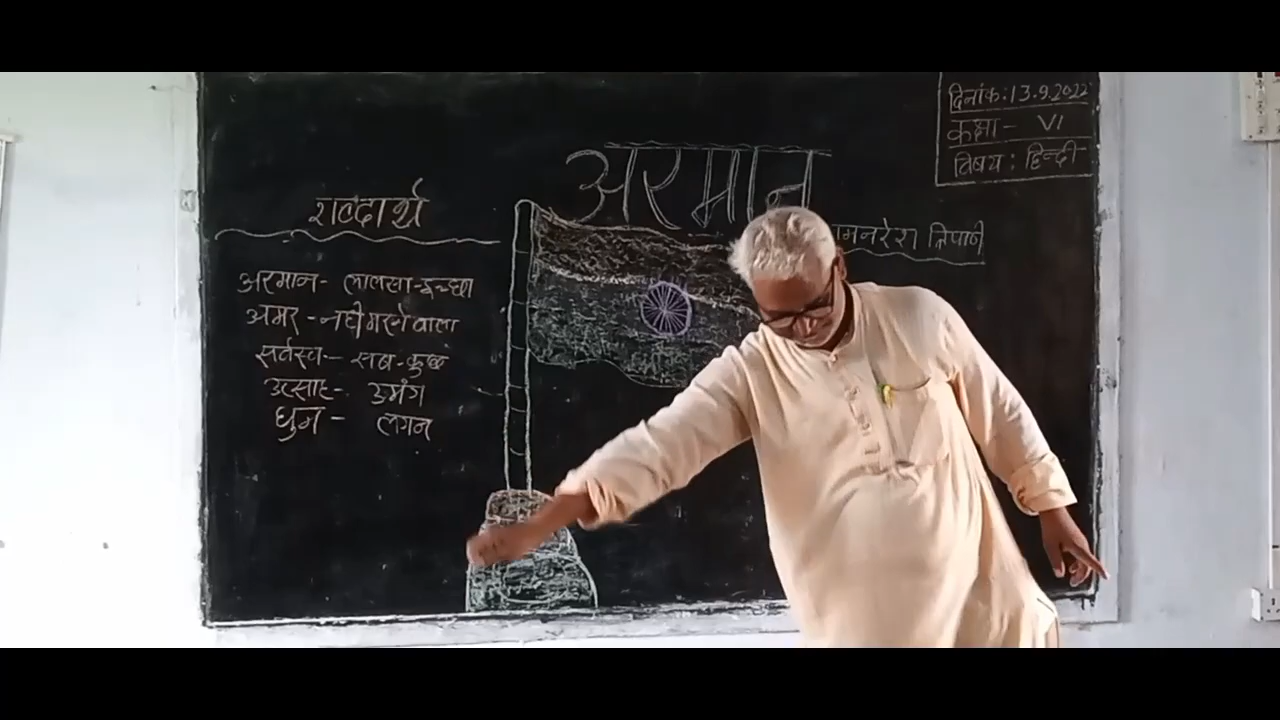 दिनांक: 13.9.2022
कक्षा - VI
विषय : हिन्दी
अरमान
रामनरेश त्रिपाठी
शब्दार्थ
अरमान - लालसा-इच्छा
अमर - नहीं मरने वाला
सर्वस्व - सब-कुछ
उत्साह - उमंग
धुन - लगन